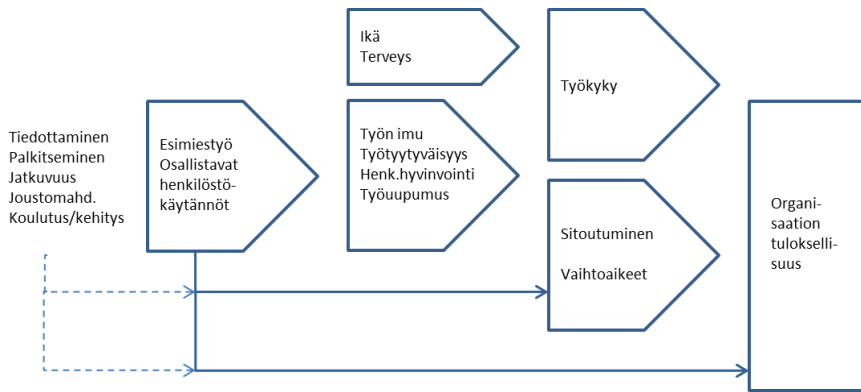 Tiedottaminen
Palkitseminen
Jatkuvuus
Joustomahd.
Koulutus/kehitys
Esimiestyö
Osallistavat
henkilöstö-
käytännöt
Ikä
Terveys
Työn imu
Työtyytyväisyys
Henk.hyvinvointi
Työuupumus
Työkyky
Sitoutuminen
Vaihtoaikeet
Organi-
saation
tulokselli-
suus